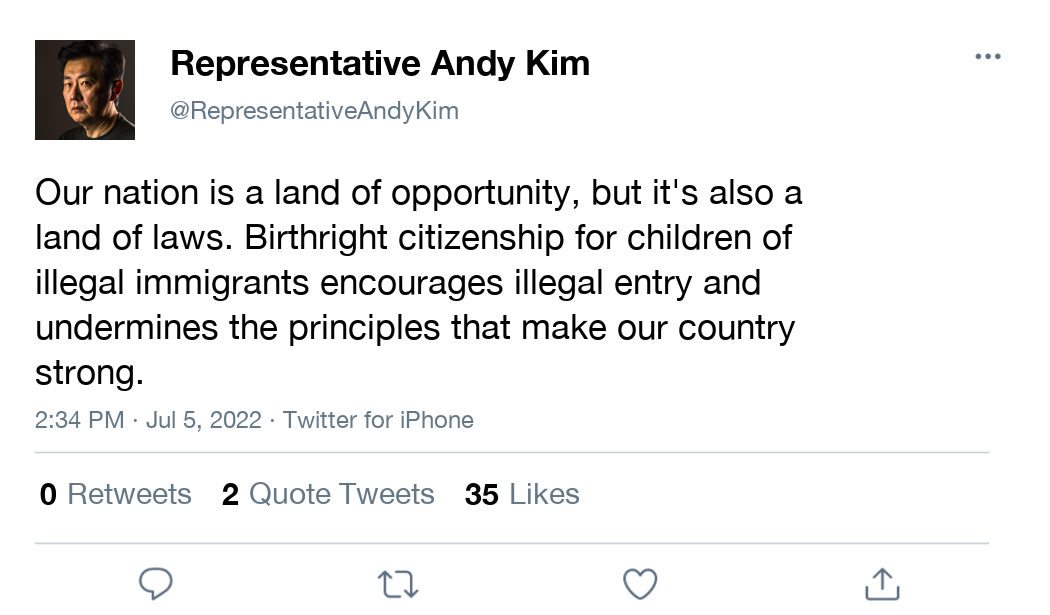 Representative Andy Kim
@RepresentativeAndyKim
Our nation is a land of opportunity, but it's also a
land of laws. Birthright citizenship for children of
illegal immigrants encourages illegal entry and
undermines the principles that make our country
strong.
2:34 PM · Jul 5, 2022 · Twitter for iPhone
0 Retweets 2 Quote Tweets 35 Likes